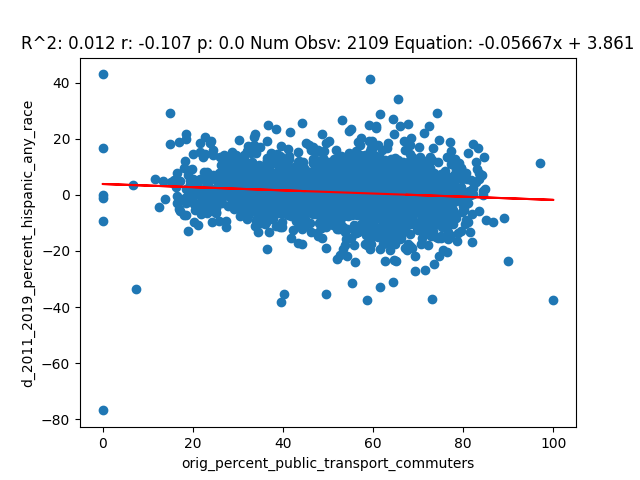 R^2: 0.012 r: -0.107 p: 0.0 Num Obsv: 2109 Equation: -0.05667x + 3.861
40
20
0
−20
−40
−60
−80
d_2011_2019_percent_hispanic_any_race
0 20 40 60 80 100
orig_percent_public_transport_commuters